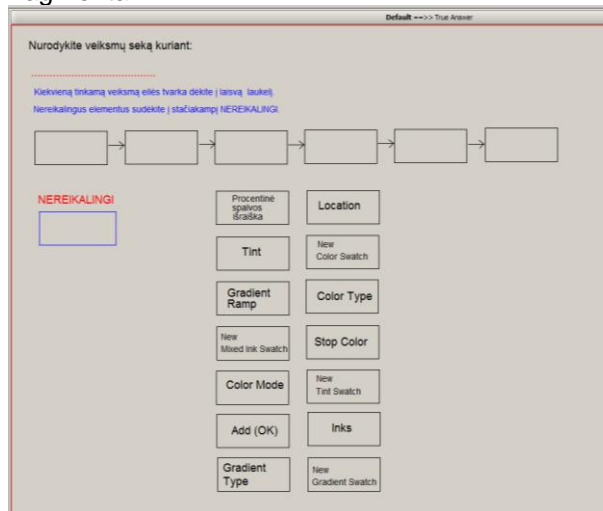 Default ==>> True Answer
Nurodykite veiksmų seką kuriant:
Kiekvieną tinkamą veiksmą eilės tvarka dėkite į laisvą laukelį.
Nereikalingus elementus sudėkite į stačiakampį NEREIKALINGI.
NEREIKALINGI
Procentinė
spalvos
išraiška
Location
Tint
New
Color Swatch
Gradient
Ramp
Color Type
New
Mixed Ink Swatch
Stop Color
Color Mode
New
Tint Swatch
Add (OK)
Inks
Gradient
Type
New
Gradient Swatch